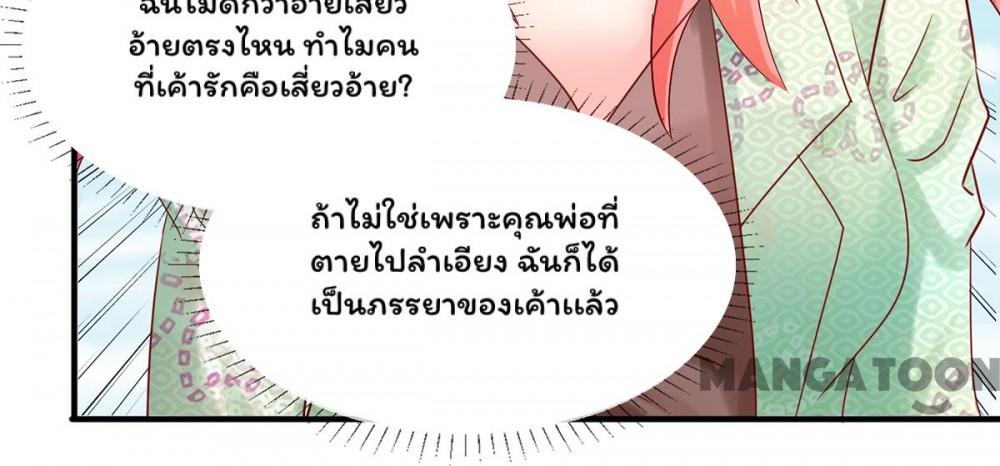 ฉันไม่ดีกว่าอ้ายเสี่ยว
อ้ายตรงไหน ทำไมคน
ที่เค้ารักคือเสี่ยวอ้าย?
ถ้าไม่ใช่เพราะคุณพ่อที่
ตายไปลำเอียง ฉันก็ได้
เป็นภรรยาของเค้าแล้ว
MANGATOON